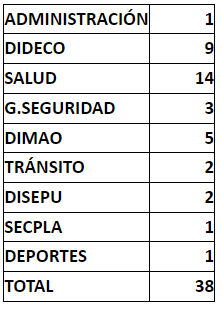 ADMINISTRACIÓN 1
DIDECO 9
SALUD 14
G.SEGURIDAD 3
DIMAO 5
TRÁNSITO 2
DISEPU 2
SECPLA 1
DEPORTES 1
TOTAL 38